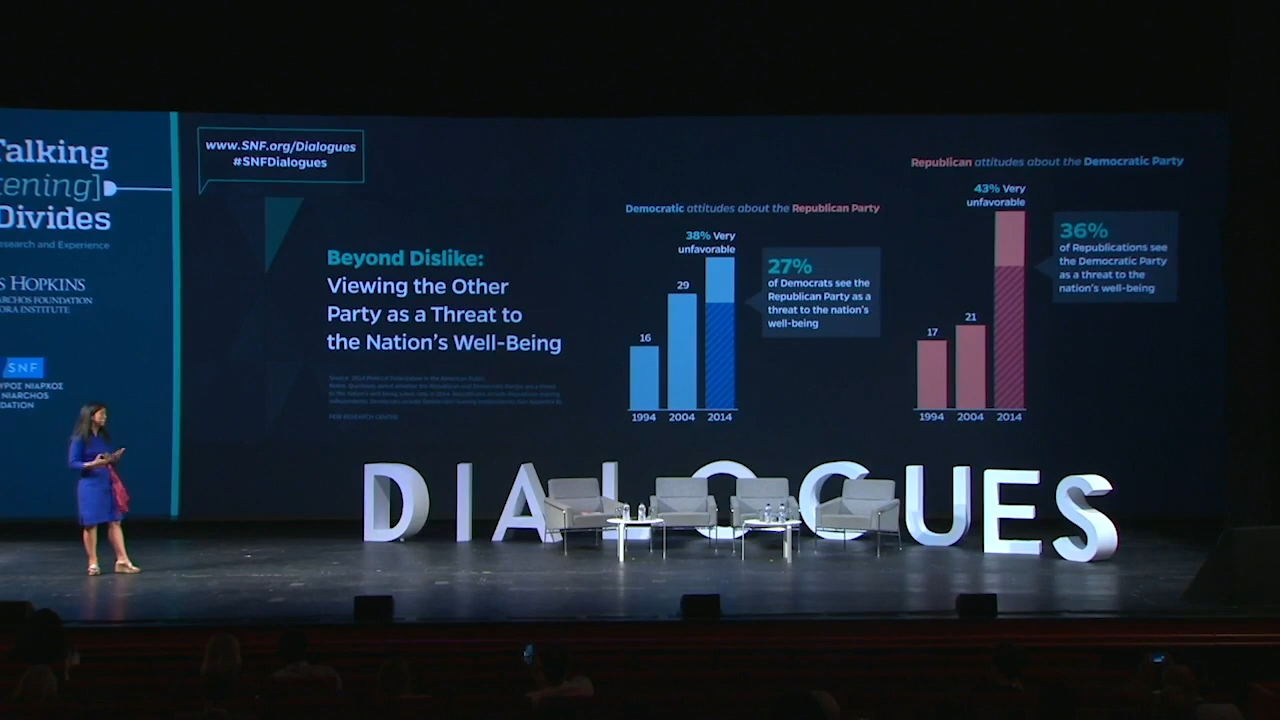 Talking
tening]
Divides
esearch and Experience
S HOPKINS
ARCHOS FOUNDATION
ORA INSTITUTE
SNF
ΥΡΟΣ ΝΙΑΡΧΟΣ
NIARCHOS
NDATION
www.SNF.org/Dialogues
#SNFDialogues
Beyond Dislike:
Viewing the Other
Party as a Threat to
the Nation's Well-Being
PEW RESEARCH CENTER
Democratic attitudes about the Republican Party
38% Very
unfavorable
29
16
1994 2004 2014
27%
of Democrats see the
Republican Party as a
threat to the nation's
well-being
Republican attitudes about the Democratic Party
43% Very
unfavorable
21
17
1994 2004 2014
36%
of Republications see
the Democratic Party
as a threat to the
nation's well-being
DIALOGUES